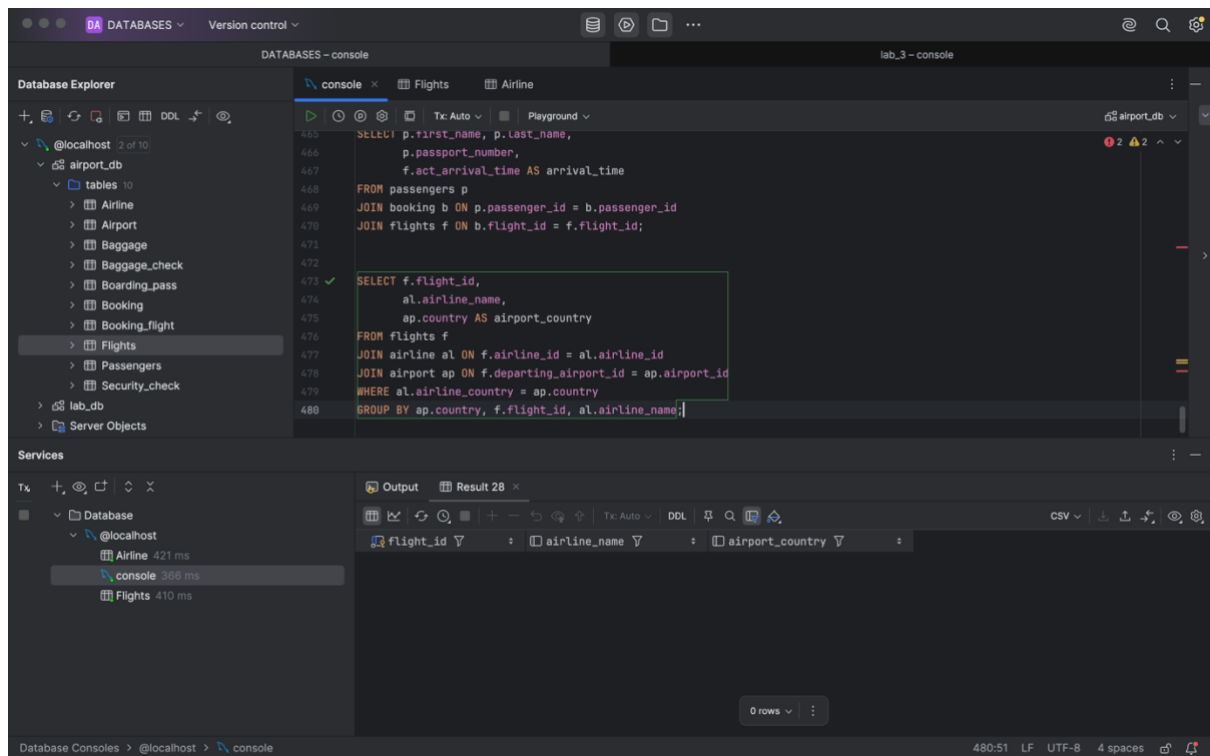 DA DATABASES Version control
DATABASES – console
lab_3 – console
Database Explorer
console
Flights
Airline
DDL
Tx: Auto
Playground
airport_db
@localhost 2 of 10
airport_db
tables 10
Airline
Airport
Baggage
Baggage_check
Boarding_pass
Booking
Booking_flight
Flights
Passengers
Security_check
lab_db
Server Objects
2 2
465 SELECT p.first_name, p.last_name,
466 p.passport_number,
467 f.act_arrival_time AS arrival_time
468 FROM passengers p
469 JOIN booking b ON p.passenger_id = b.passenger_id
470 JOIN flights f ON b.flight_id = f.flight_id;
471
472
473 SELECT f.flight_id,
474 al.airline_name,
475 ap.country AS airport_country
476 FROM flights f
477 JOIN airline al ON f.airline_id = al.airline_id
478 JOIN airport ap ON f.departing_airport_id = ap.airport_id
479 WHERE al.airline_country = ap.country
480 GROUP BY ap.country, f.flight_id, al.airline_name;
Services
Tx
Database
@localhost
Airline 421 ms
console 366 ms
Flights 410 ms
Output
Result 28
Tx: Auto
DDL
CSV
flight_id
airline_name
airport_country
0 rows
Database Consoles > @localhost > console
480:51 LF UTF-8 4 spaces